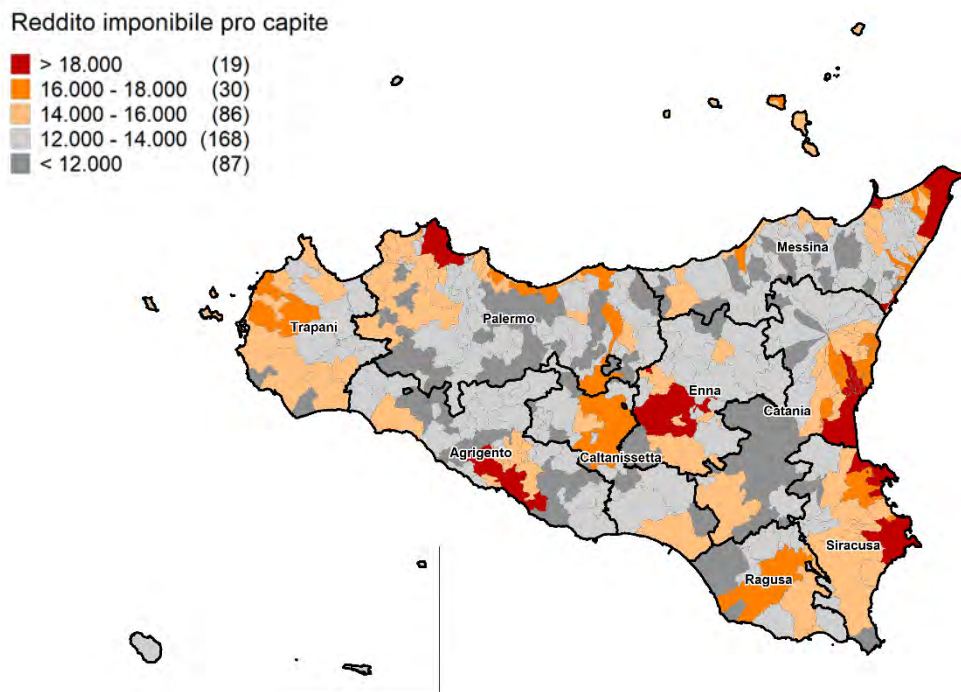 Reddito imponibile pro capite
> 18.000 (19)
16.000 - 18.000 (30)
14.000 - 16.000 (86)
12.000 - 14.000 (168)
< 12.000 (87)
Messina
Palermo
Trapani
Enna
Catania
Agrigento
Caltanissetta
Siracusa
Ragusa